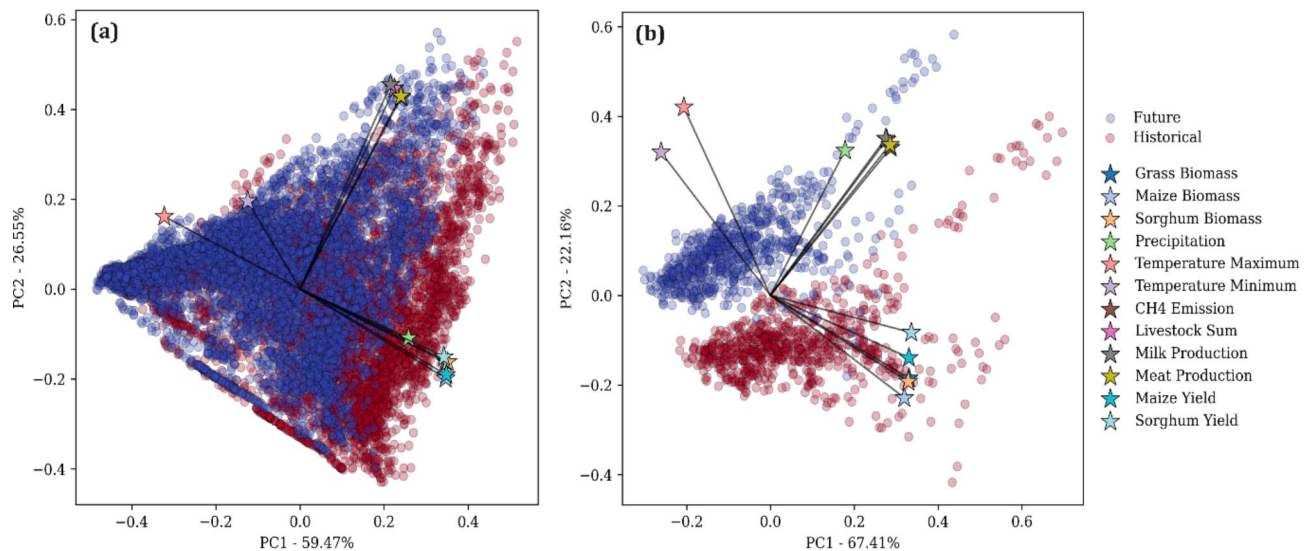 (a)
0.6
0.4
0.2
0.0
−0.2
−0.4
PC2 - 26.55%
−0.4
−0.2
0.0
0.2
0.4
PC1 - 59.47%
(b)
0.6
0.4
0.2
0.0
−0.2
−0.4
PC2 - 22.16%
−0.2
0.0
0.2
0.4
0.6
PC1 - 67.41%
Future
Historical
Grass Biomass
Maize Biomass
Sorghum Biomass
Precipitation
Temperature Maximum
Temperature Minimum
CH4 Emission
Livestock Sum
Milk Production
Meat Production
Maize Yield
Sorghum Yield